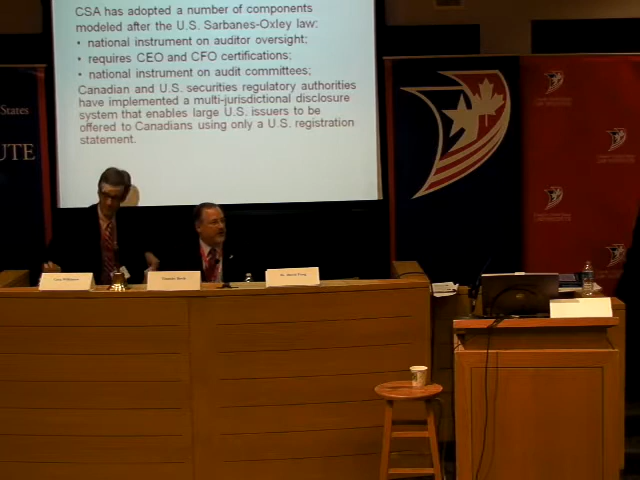 CSA has adopted a number of components
modeled after the U.S. Sarbanes-Oxley law:
• national instrument on auditor oversight;
• requires CEO and CFO certifications;
• national instrument on audit committees;
Canadian and U.S. securities regulatory authorities
have implemented a multi-jurisdictional disclosure
system that enables large U.S. issuers to be
offered to Canadians using only a U.S. registration
statement.
States
UTE